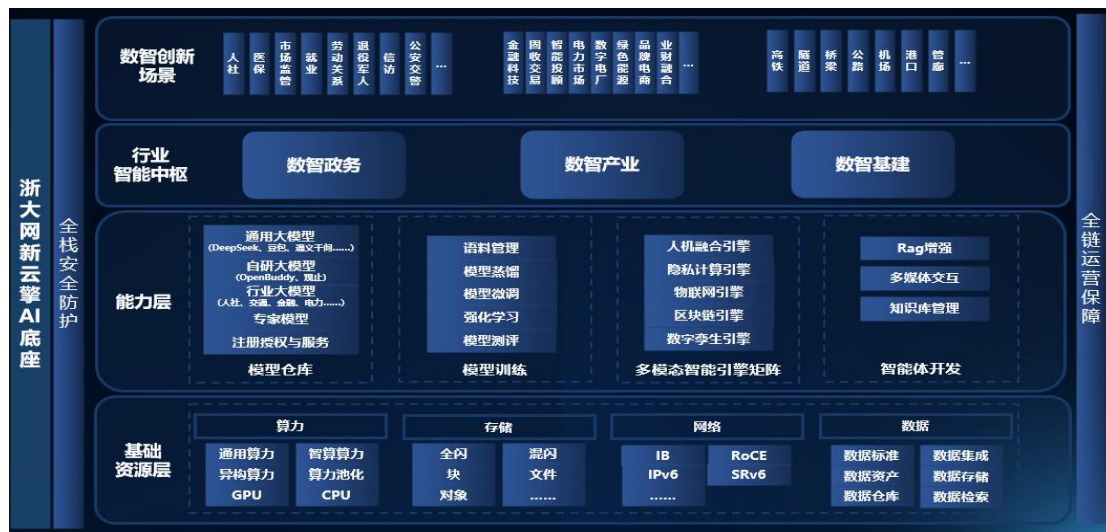 浙大网新云擎AI底座
全栈安全防护
数智创新
场景
人社
医保
市场监管
就业
劳动关系
退役军人
信访
公安交警
...
金融科技
固收交易
智能投顾
电力市场
数字电厂
绿色能源
品牌电商
业财融合
...
高铁
隧道
桥梁
公路
机场
港口
管廊
...
行业
智能中枢
数智政务
数智产业
数智基建
能力层
通用大模型
(DeepSeek、豆包、通义千问......)
自研大模型
(OpenBuddy、观止)
行业大模型
(人社、交通、金融、电力......)
专家模型
注册授权与服务
模型仓库
语料管理
模型蒸馏
模型微调
强化学习
模型测评
模型训练
人机融合引擎
隐私计算引擎
物联网引擎
区块链引擎
数字孪生引擎
多模态智能引擎矩阵
Rag增强
多媒体交互
知识库管理
智能体开发
基础
资源层
算力
通用算力 智算算力
异构算力 算力池化
GPU CPU
存储
全闪 混闪
块 文件
对象 ......
网络
IB RoCE
IPv6 SRv6
......
数据
数据标准 数据集成
数据资产 数据存储
数据仓库 数据检索
全链运营保障